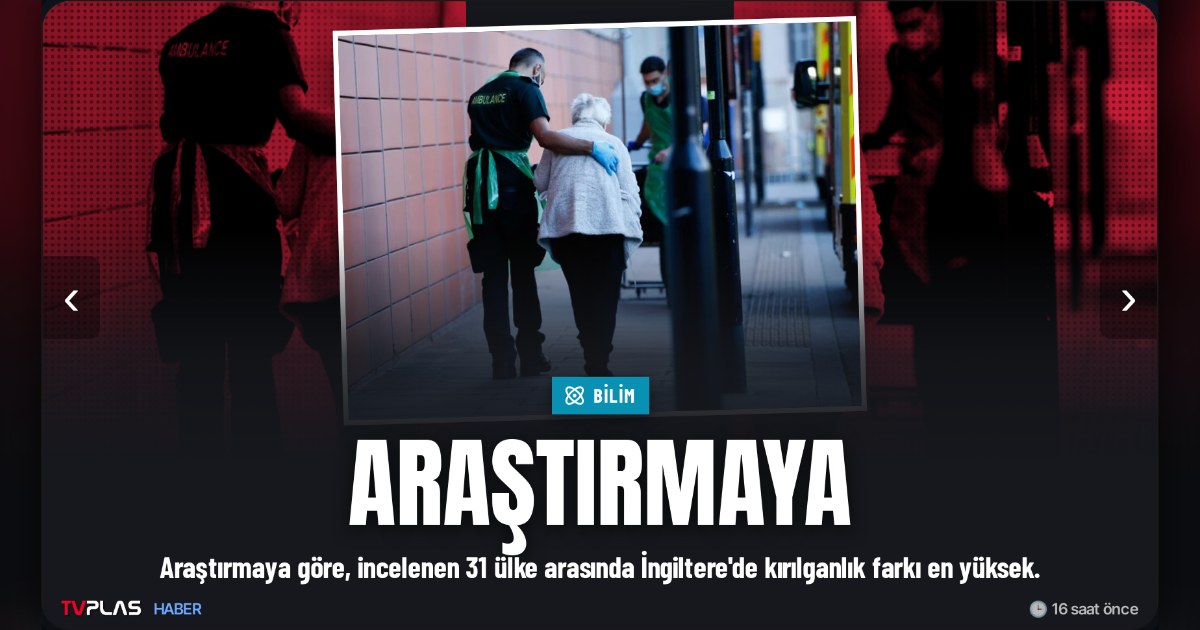 AMBULANCE
AMBULANCE
BİLİM
ARAŞTIRMAYA
Araştırmaya göre, incelenen 31 ülke arasında İngiltere'de kırılganlık farkı en yüksek.
TVPLAS HABER
16 saat önce